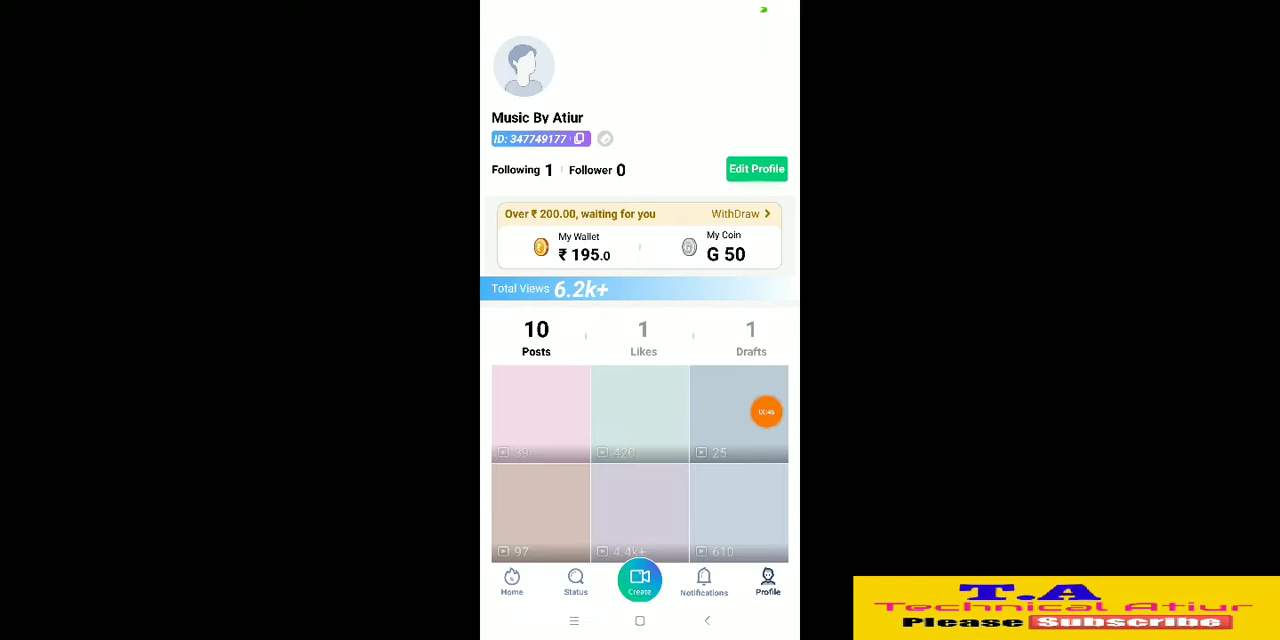 Music By Atiur
ID: 347749177
Following 1 Follower 0
Edit Profile
Over ₹ 200.00, waiting for you WithDraw >
My Wallet
₹ 195.0
My Coin
G 50
Total Views 6.2k+
10 1 1
Posts Likes Drafts
39 420 25
97 4.4k+ 610
Home Status Create Notifications Profile
T.A
Technical Atiur
Please Subscribe